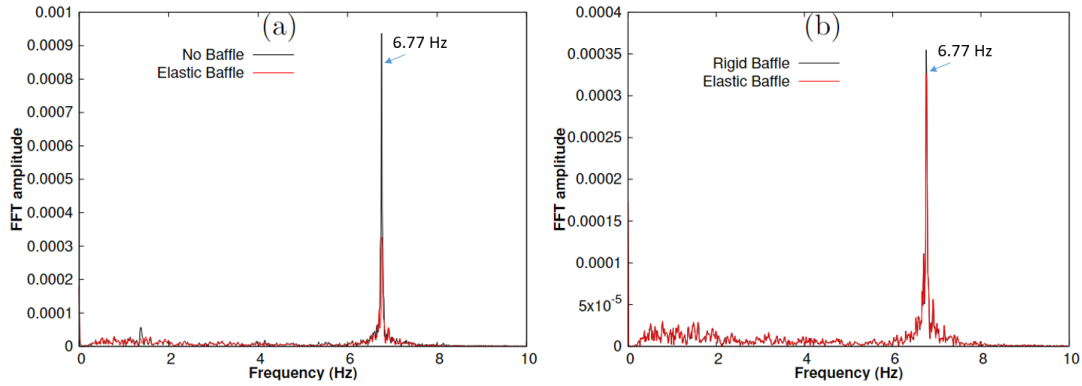 (a)
0.001
0.0009
0.0008
0.0007
0.0006
0.0005
0.0004
0.0003
0.0002
0.0001
0
FFT amplitude
No Baffle
Elastic Baffle
6.77 Hz
0 2 4 6 8 10
Frequency (Hz)
(b)
0.0004
0.00035
0.0003
0.00025
0.0002
0.00015
0.0001
5x10-5
0
FFT amplitude
Rigid Baffle
Elastic Baffle
6.77 Hz
0 2 4 6 8 10
Frequency (Hz)